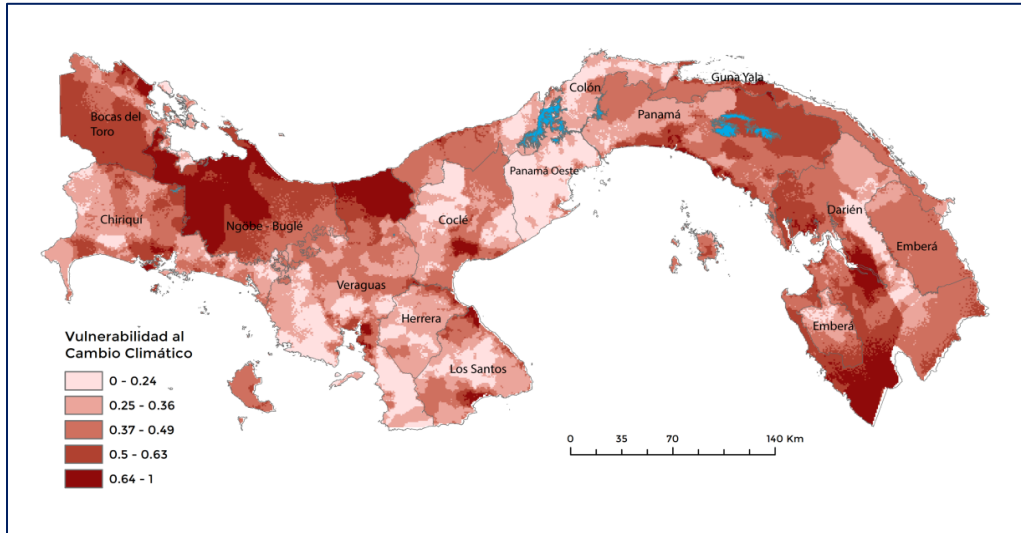 Bocas del
Toro
Chiriquí
Ngöbe - Buglé
Veraguas
Herrera
Los Santos
Coclé
Colón
Panamá Oeste
Panamá
Guna Yala
Darién
Emberá
Emberá
Vulnerabilidad al
Cambio Climático
0 - 0.24
0.25 - 0.36
0.37 - 0.49
0.5 - 0.63
0.64 - 1
0 35 70 140 Km